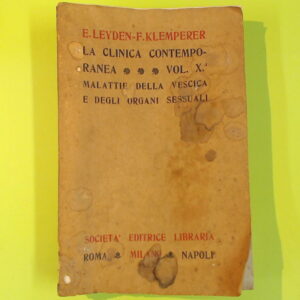 E. LEYDEN-F. KLEMPERER
LA CLINICA CONTEMPO-
RANEA VOL. X.º
MALATTIE DELLA VESCICA
E DEGLI ORGANI SESSUALI
SOCIETÀ EDITRICE LIBRARIA
ROMA * MILANO * NAPOLI